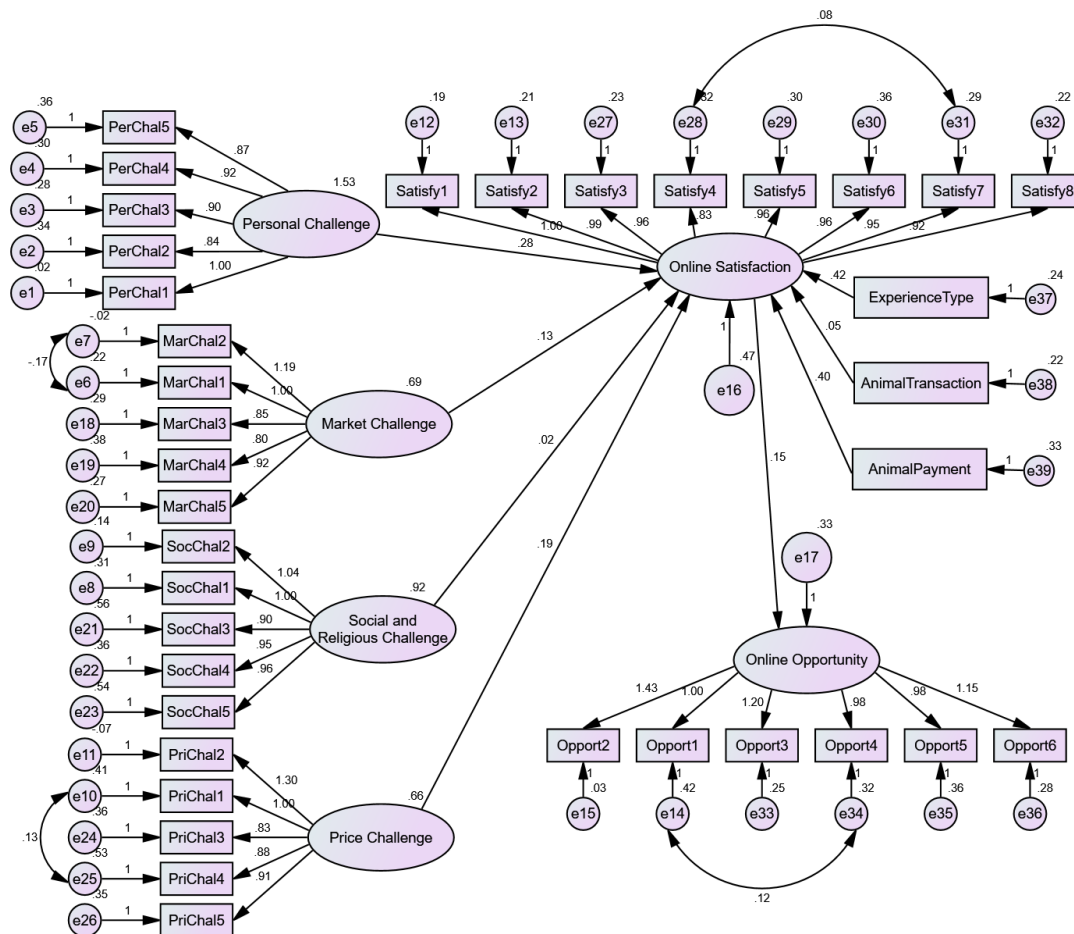 .08
.36
e5
1
PerChal5
.87
.30
e4
1
PerChal4
.92
.28
e3
1
PerChal3
.90
.34
e2
1
PerChal2
.84
.02
e1
1
PerChal1
1.00
1.53
Personal Challenge
.28
.19
e12
1
Satisfy1
1.00
.21
e13
1
Satisfy2
.99
.23
e27
1
Satisfy3
.96
.32
e28
1
Satisfy4
.83
.30
e29
1
Satisfy5
.96
.36
e30
1
Satisfy6
.96
.29
e31
1
Satisfy7
.95
.22
e32
1
Satisfy8
.92
Online Satisfaction
1
.47
e16
.42
ExperienceType
1
.24
e37
.05
AnimalTransaction
1
.22
e38
.40
AnimalPayment
1
.33
e39
-.02
e7
1
MarChal2
1.19
-.17
.22
e6
1
MarChal1
1.00
.29
e18
1
MarChal3
.85
.38
e19
1
MarChal4
.80
.27
e20
1
MarChal5
.92
.69
Market Challenge
.13
.14
e9
1
SocChal2
1.04
.31
e8
1
SocChal1
1.00
.56
e21
1
SocChal3
.90
.36
e22
1
SocChal4
.95
.54
e23
1
SocChal5
.96
.92
Social and
Religious Challenge
.02
-.07
e11
1
PriChal2
1.30
.41
e10
1
PriChal1
1.00
.36
e24
1
PriChal3
.83
.13
.53
e25
1
PriChal4
.88
.35
e26
1
PriChal5
.91
.66
Price Challenge
.19
.15
.33
e17
1
Online Opportunity
1.43
1.00
1.20
.98
.98
1.15
Opport2
Opport1
Opport3
Opport4
Opport5
Opport6
1
1
1
1
1
1
.03
.42
.25
.32
.36
.28
e15
e14
e33
e34
e35
e36
.12